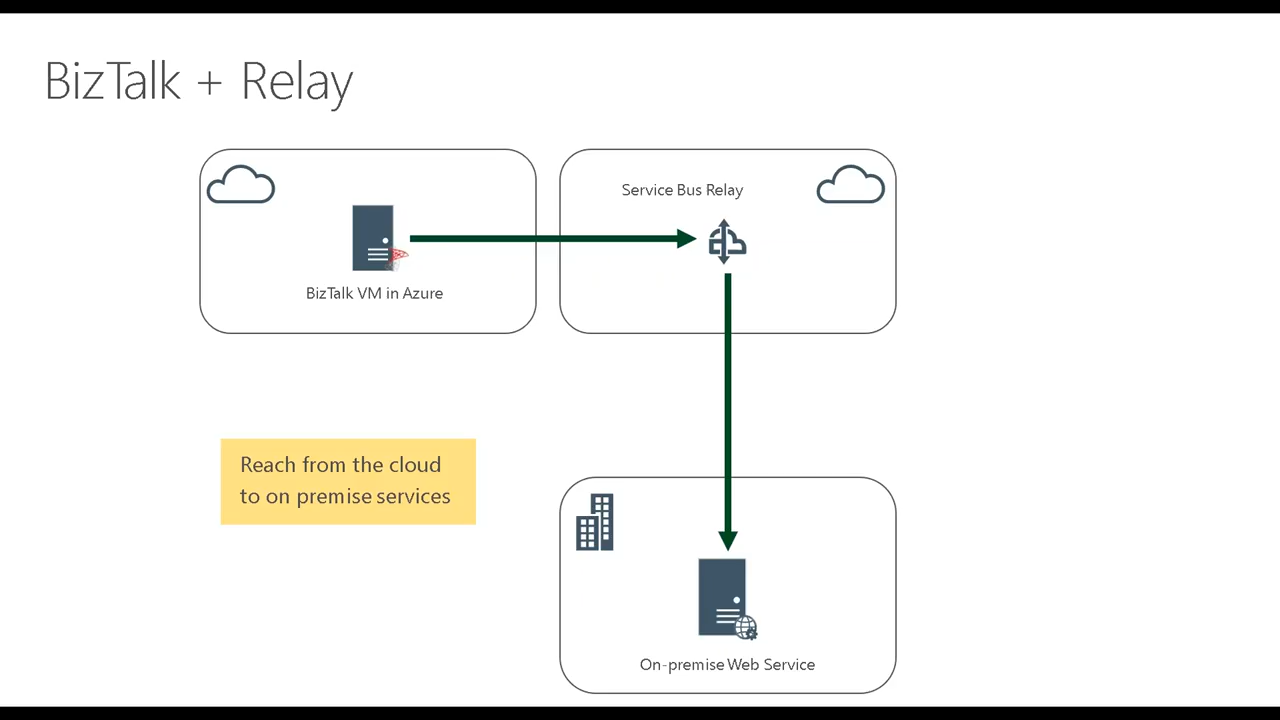 BizTalk + Relay
Service Bus Relay
BizTalk VM in Azure
Reach from the cloud
to on premise services
On-premise Web Service